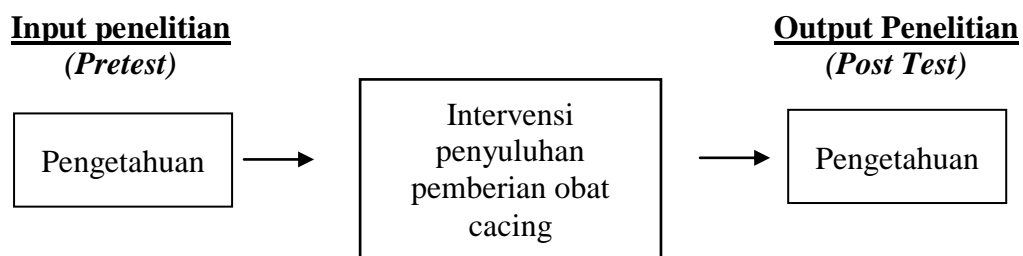 Input penelitian
(Pretest)
Output Penelitian
(Post Test)
Pengetahuan
Intervensi
penyuluhan
pemberian obat
cacing
Pengetahuan